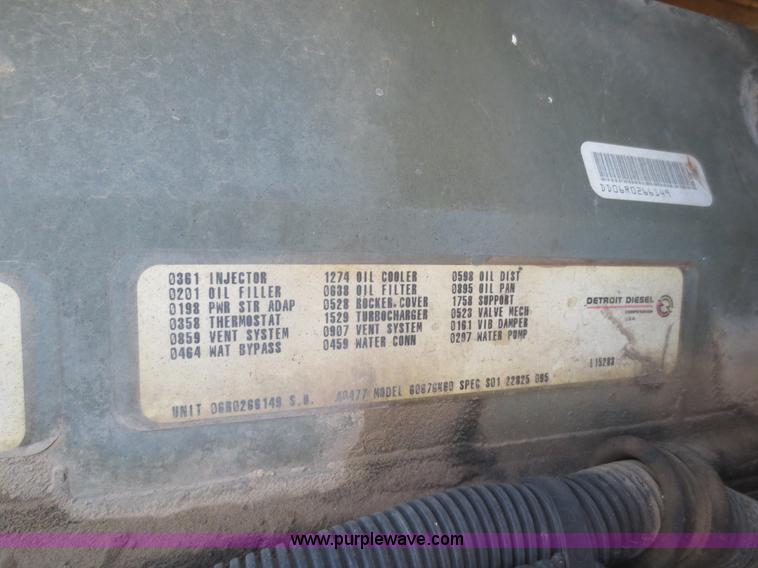 DD06R0266149
0361 INJECTOR 1274 OIL COOLER 0598 OIL DIST
0201 OIL FILLER 0638 OIL FILTER 0895 OIL PAN
0198 PWR STR ADAP 0528 ROCKER COVER 1758 SUPPORT
0358 THERMOSTAT 1529 TURBOCHARGER 0523 VALVE MECH
0859 VENT SYSTEM 0907 VENT SYSTEM 0161 VIB DAMPER
0464 WAT BYPASS 0459 WATER CONN 0297 WATER PUMP
DETROIT DIESEL
CORPORATION
USA
UNIT 06R0266149 S.O. MODEL SPEC
www.purplewave.com